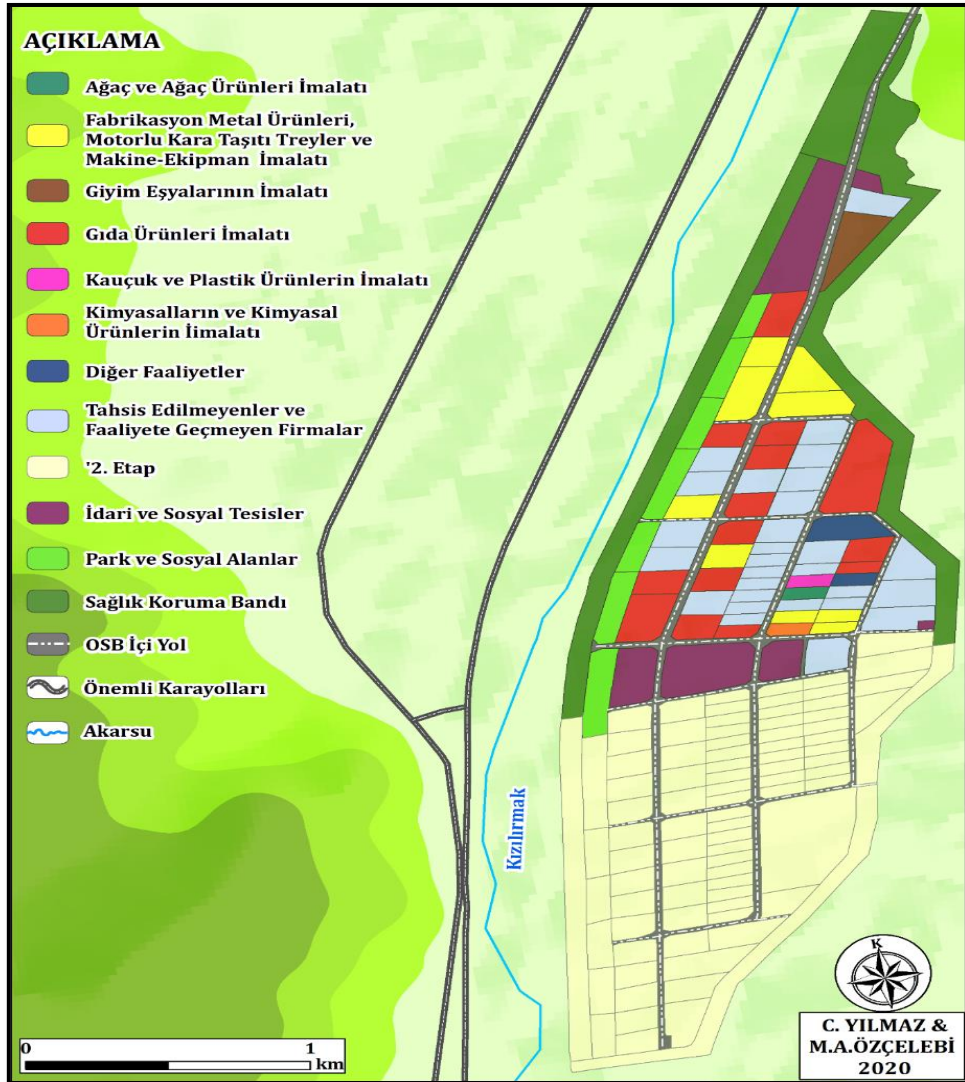 AÇIKLAMA
Ağaç ve Ağaç Ürünleri İmalatı
Fabrikasyon Metal Ürünleri,
Motorlu Kara Taşıtı Treyler ve
Makine-Ekipman İmalatı
Giyim Eşyalarının İmalatı
Gıda Ürünleri İmalatı
Kauçuk ve Plastik Ürünlerin İmalatı
Kimyasalların ve Kimyasal
Ürünlerin İimalatı
Diğer Faaliyetler
Tahsis Edilmeyenler ve
Faaliyete Geçmeyen Firmalar
'2. Etap
İdari ve Sosyal Tesisler
Park ve Sosyal Alanlar
Sağlık Koruma Bandı
OSB İçi Yol
Önemli Karayolları
Akarsu
Kızılırmak
K
0 1
km
C. YILMAZ &
M.A.ÖZÇELEBİ
2020